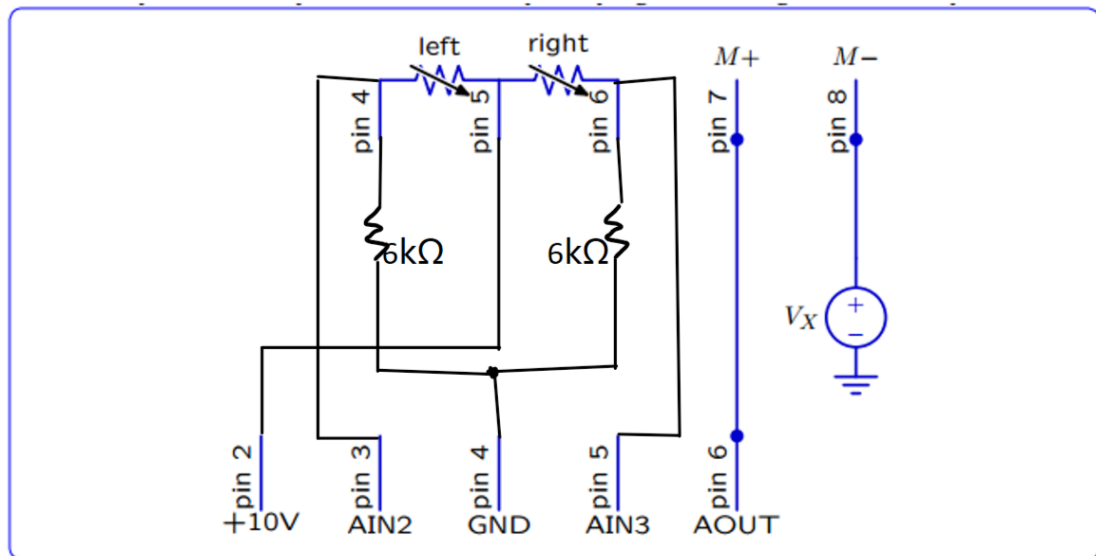 left right M+ M−
pin 4 pin 5 pin 6 pin 7 pin 8
6kΩ 6kΩ
V_X
+
−
pin 2 pin 3 pin 4 pin 5 pin 6
+10V AIN2 GND AIN3 AOUT